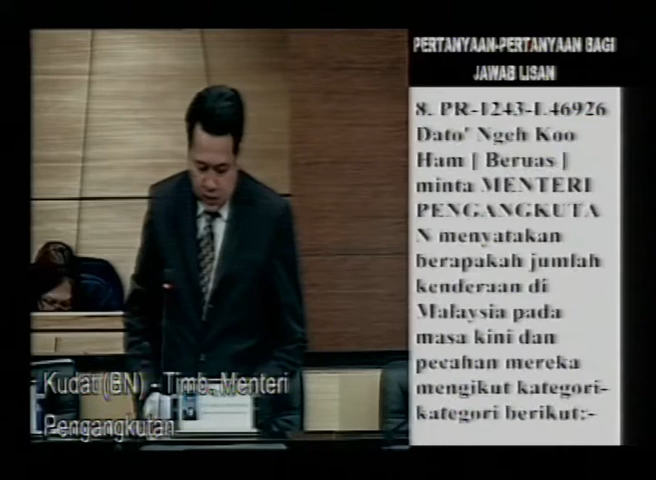 PERTANYAAN-PERTANYAAN BAGI
JAWAB LISAN
8. PR-1243-L46926
Dato' Ngeh Koo
Ham [ Beruas ]
minta MENTERI
PENGANGKUTA
N menyatakan
berapakah jumlah
kenderaan di
Malaysia pada
masa kini dan
pecahan mereka
mengikut kategori-
kategori berikut:-
Kudat (BN) - Timb. Menteri
Pengangkutan